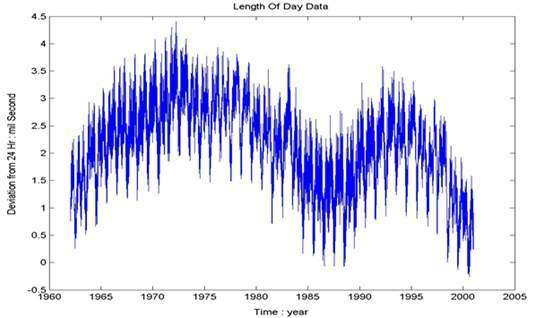 Length Of Day Data
4.5
4
3.5
3
2.5
2
1.5
1
0.5
0
-0.5
Deviation from 24 Hr : mil Second
1960 1965 1970 1975 1980 1985 1990 1995 2000 2005
Time : year